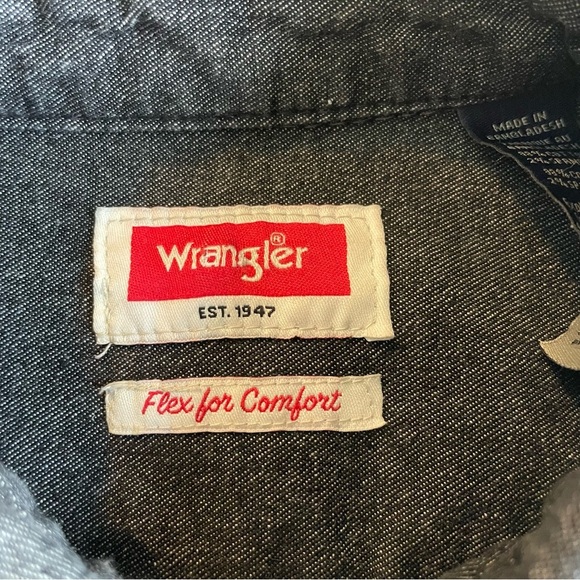 Wrangler®
EST. 1947
Flex for Comfort
MADE IN
BANGLADESH